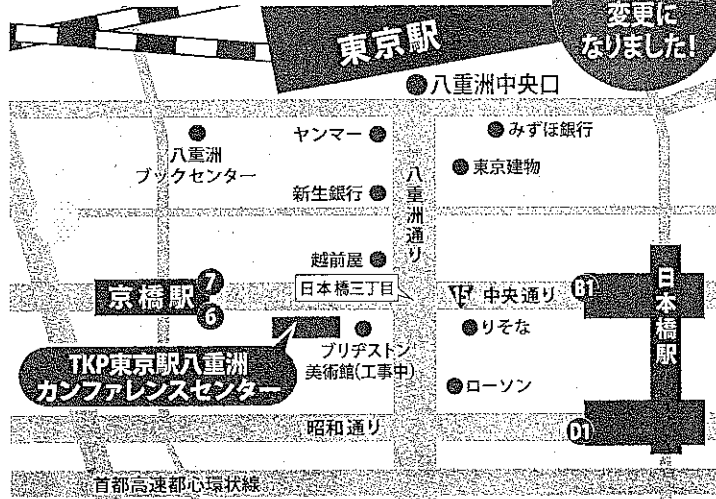 変更に
なりました!
東京駅
八重洲中央口
八重洲
ブックセンター
ヤンマー
みずほ銀行
東京建物
新生銀行
八重洲通り
越前屋
日本橋三丁目
京橋駅
7
6
中央通り
B1
日本橋駅
TKP東京駅八重洲
カンファレンスセンター
ブリヂストン
美術館(工事中)
りそな
ローソン
昭和通り
D1
首都高速都心環状線